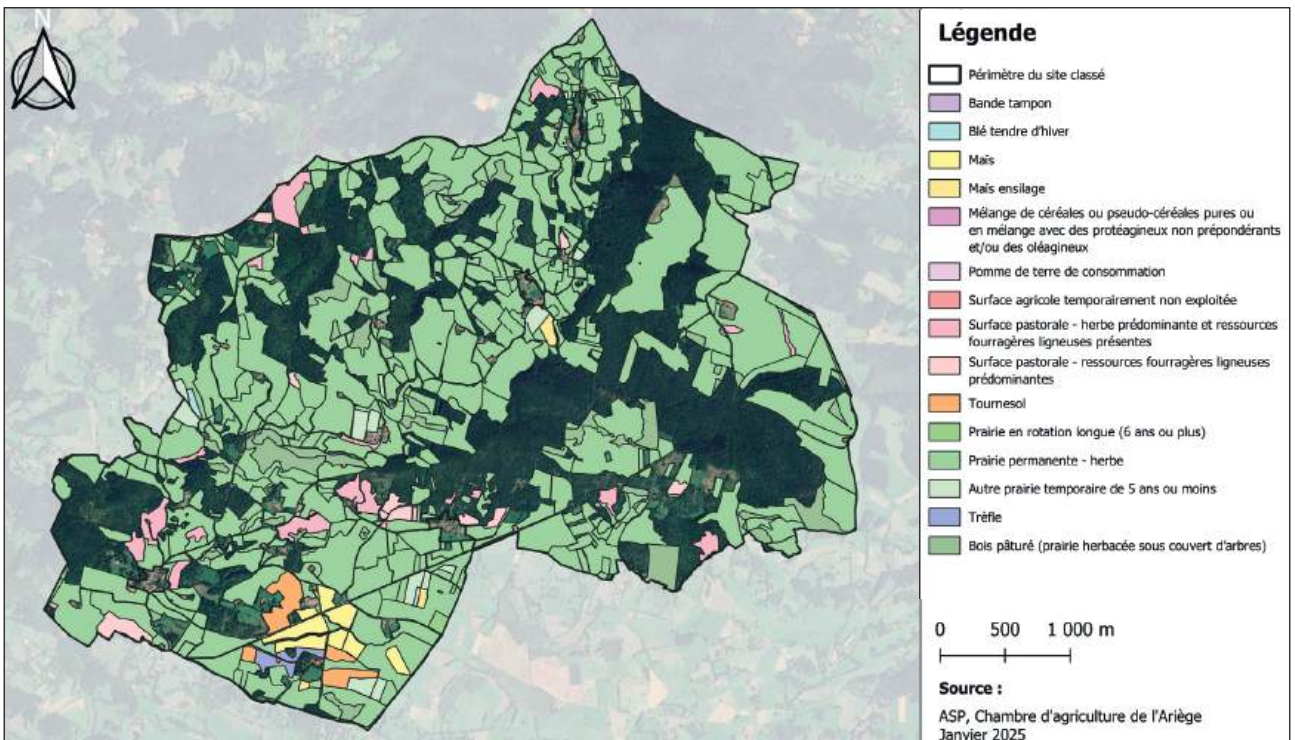 N
Légende
Périmètre du site classé
Bande tampon
Blé tendre d'hiver
Maïs
Maïs ensilage
Mélange de céréales ou pseudo-céréales pures ou
en mélange avec des protéagineux non prépondérants
et/ou des oléagineux
Pomme de terre de consommation
Surface agricole temporairement non exploitée
Surface pastorale - herbe prédominante et ressources
fourragères ligneuses présentes
Surface pastorale - ressources fourragères ligneuses
prédominantes
Tournesol
Prairie en rotation longue (6 ans ou plus)
Prairie permanente - herbe
Autre prairie temporaire de 5 ans ou moins
Trèfle
Bois pâturé (prairie herbacée sous couvert d'arbres)
0 500 1 000 m
Source :
ASP, Chambre d'agriculture de l'Ariège
Janvier 2025